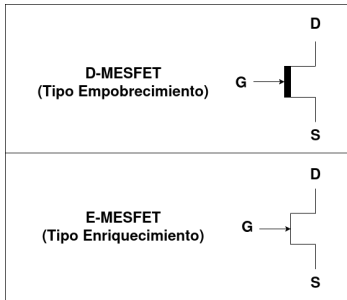 D
D-MESFET
(Tipo Empobrecimiento)
G
S
D
E-MESFET
(Tipo Enriquecimiento)
G
S